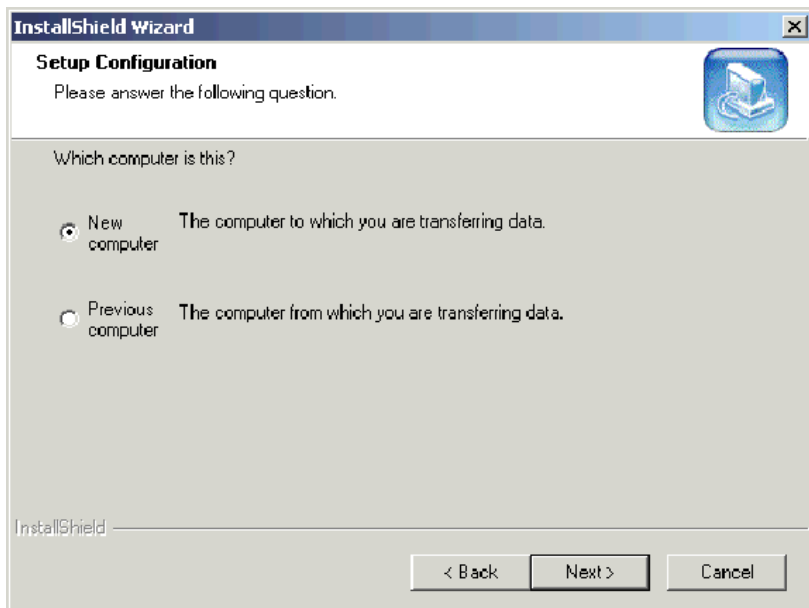 InstallShield Wizard
Setup Configuration
Please answer the following question.
Which computer is this?
New computer
The computer to which you are transferring data.
Previous computer
The computer from which you are transferring data.
InstallShield
< Back
Next >
Cancel